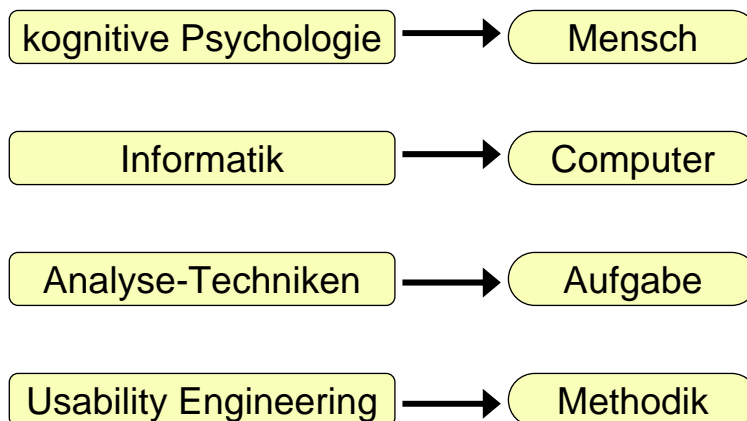 kognitive Psychologie Mensch
Informatik Computer
Analyse-Techniken Aufgabe
Usability Engineering Methodik